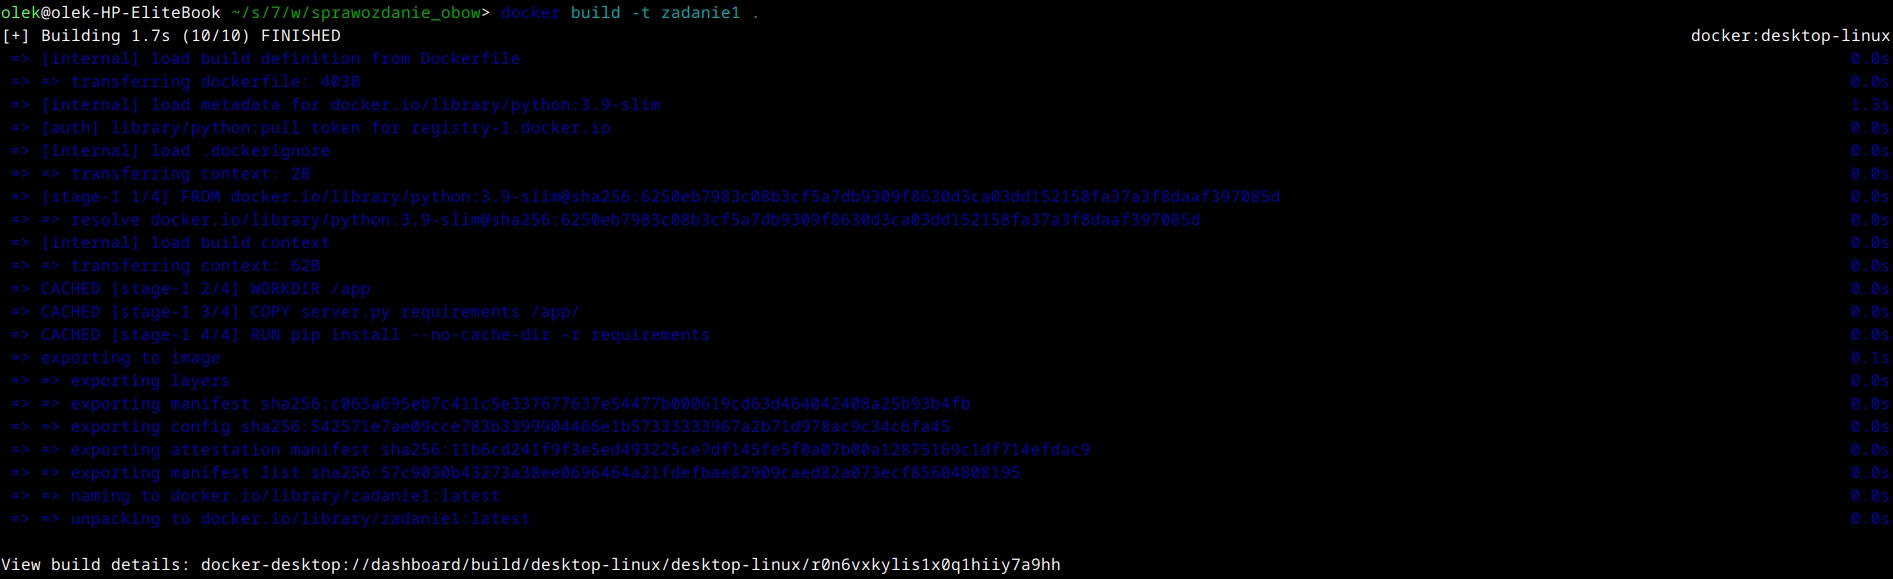 olek@olek-HP-EliteBook ~/s/7/w/sprawozdanie_obow> docker build -t zadanie1 .
[+] Building 1.7s (10/10) FINISHED docker:desktop-linux
=> [internal] load build definition from Dockerfile 0.0s
=> => transferring dockerfile: 403B 0.0s
=> [internal] load metadata for docker.io/library/python:3.9-slim 1.3s
=> [auth] library/python:pull token for registry-1.docker.io 0.0s
=> [internal] load .dockerignore 0.0s
=> => transferring context: 2B 0.0s
=> [stage-1 1/4] FROM docker.io/library/python:3.9-slim@sha256:6250eb7983c08b3cf5a7db9309f8630d3ca03dd152158fa37a3f8daaf397085d 0.0s
=> => resolve docker.io/library/python:3.9-slim@sha256:6250eb7983c08b3cf5a7db9309f8630d3ca03dd152158fa37a3f8daaf397085d 0.0s
=> [internal] load build context 0.0s
=> => transferring context: 62B 0.0s
=> CACHED [stage-1 2/4] WORKDIR /app 0.0s
=> CACHED [stage-1 3/4] COPY server.py requirements /app/ 0.0s
=> CACHED [stage-1 4/4] RUN pip install --no-cache-dir -r requirements 0.0s
=> exporting to image 0.1s
=> => exporting layers 0.0s
=> => exporting manifest sha256:c065a695eb7c411c5e337677637e54477b000619cd63d464042408a25b93b4fb 0.0s
=> => exporting config sha256:542571e7ae09cce783b3399904466e1b57333333967a2b71d978ac9c34c6fa45 0.0s
=> => exporting attestation manifest sha256:11b6cd241f9f3e5ed493225ce7df145fe5f0a07b00a12875169c1df714efdac9 0.0s
=> => exporting manifest list sha256:57c9030b43273a38ee0696464a21fdefbae82909caed82a073ecf85604808195 0.0s
=> => naming to docker.io/library/zadanie1:latest 0.0s
=> => unpacking to docker.io/library/zadanie1:latest 0.0s
View build details: docker-desktop://dashboard/build/desktop-linux/desktop-linux/r0n6vxkylis1x0q1hiiy7a9hh